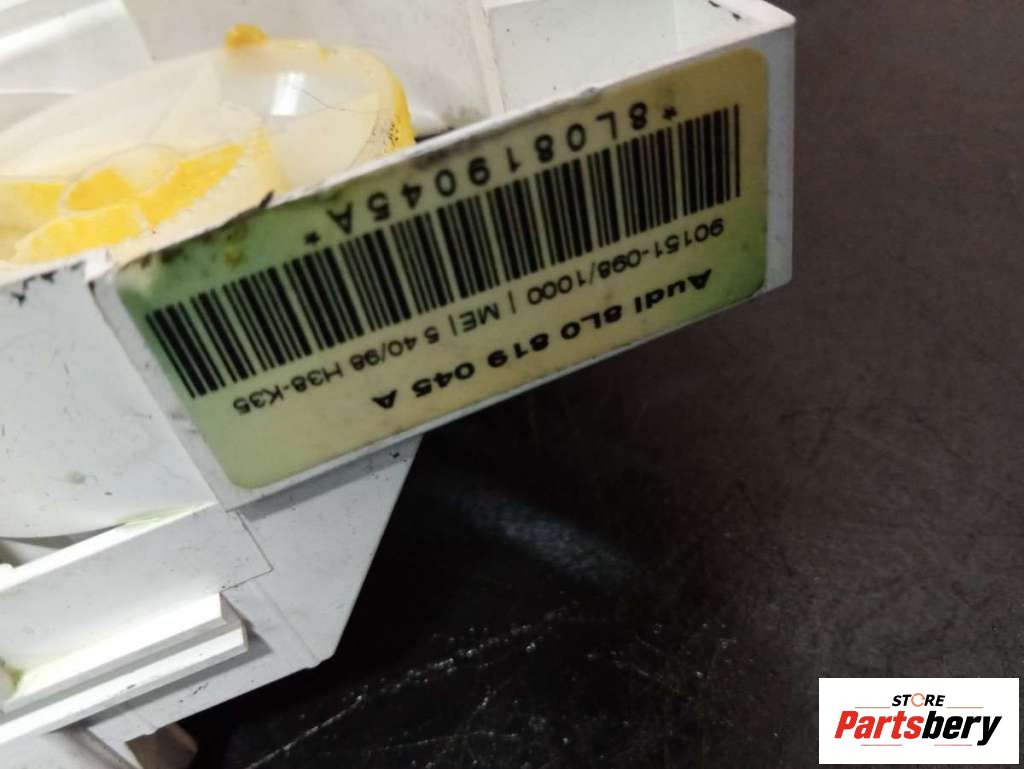 Audi 8L0 819 045 A
90151-098/1000 | ME| 5 40/98 H38-K35
*8L0819045A*
STORE
Partsbery